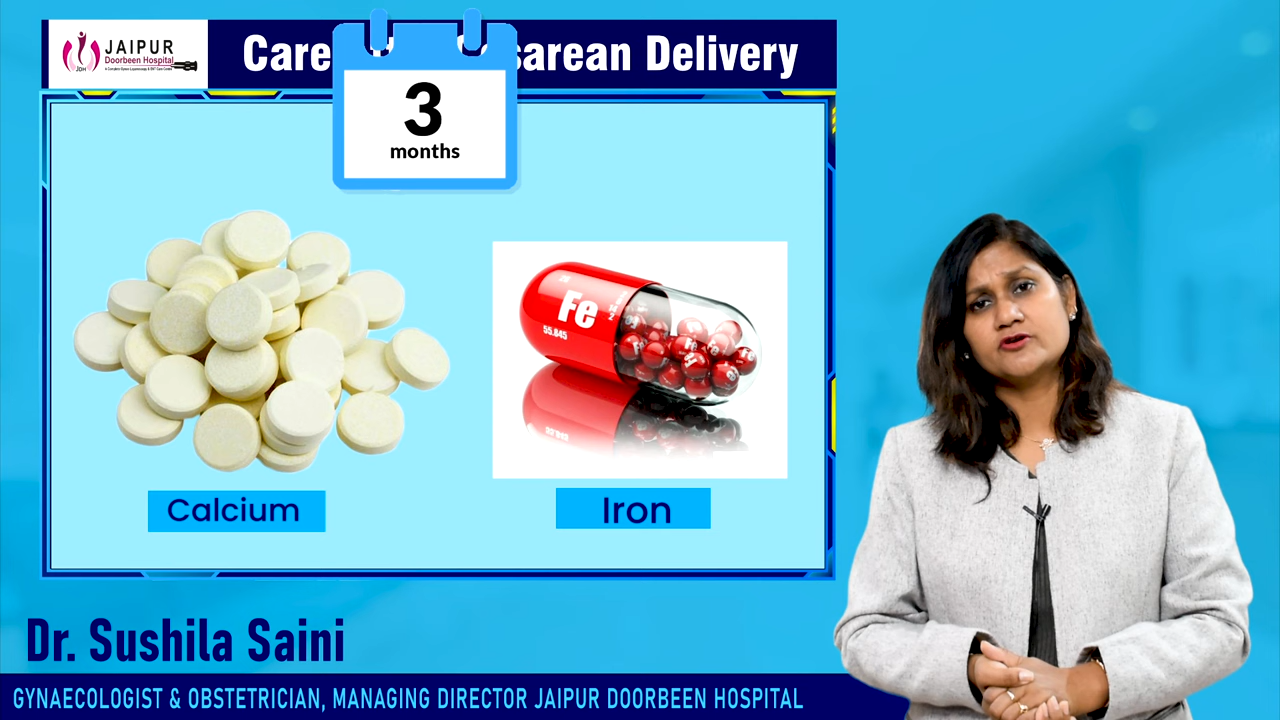 JAIPUR
Doorbeen Hospital
JDH
Care sarean Delivery
3
months
Fe
55.845
Calcium
Iron
Dr. Sushila Saini
GYNAECOLOGIST & OBSTETRICIAN, MANAGING DIRECTOR JAIPUR DOORBEEN HOSPITAL